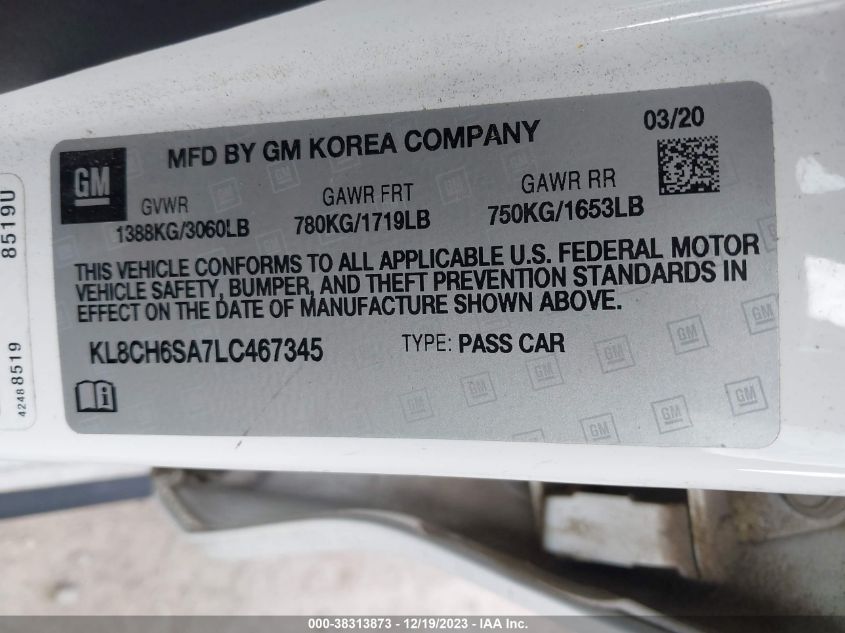 MFD BY GM KOREA COMPANY
03/20
GM
GVWR
1388KG/3060LB
GAWR FRT
780KG/1719LB
GAWR RR
750KG/1653LB
THIS VEHICLE CONFORMS TO ALL APPLICABLE U.S. FEDERAL MOTOR
VEHICLE SAFETY, BUMPER, AND THEFT PREVENTION STANDARDS IN
EFFECT ON THE DATE OF MANUFACTURE SHOWN ABOVE.
KL8CH6SA7LC467345
TYPE: PASS CAR
8519U
42488519
000-38313873 - 12/19/2023 - IAA Inc.